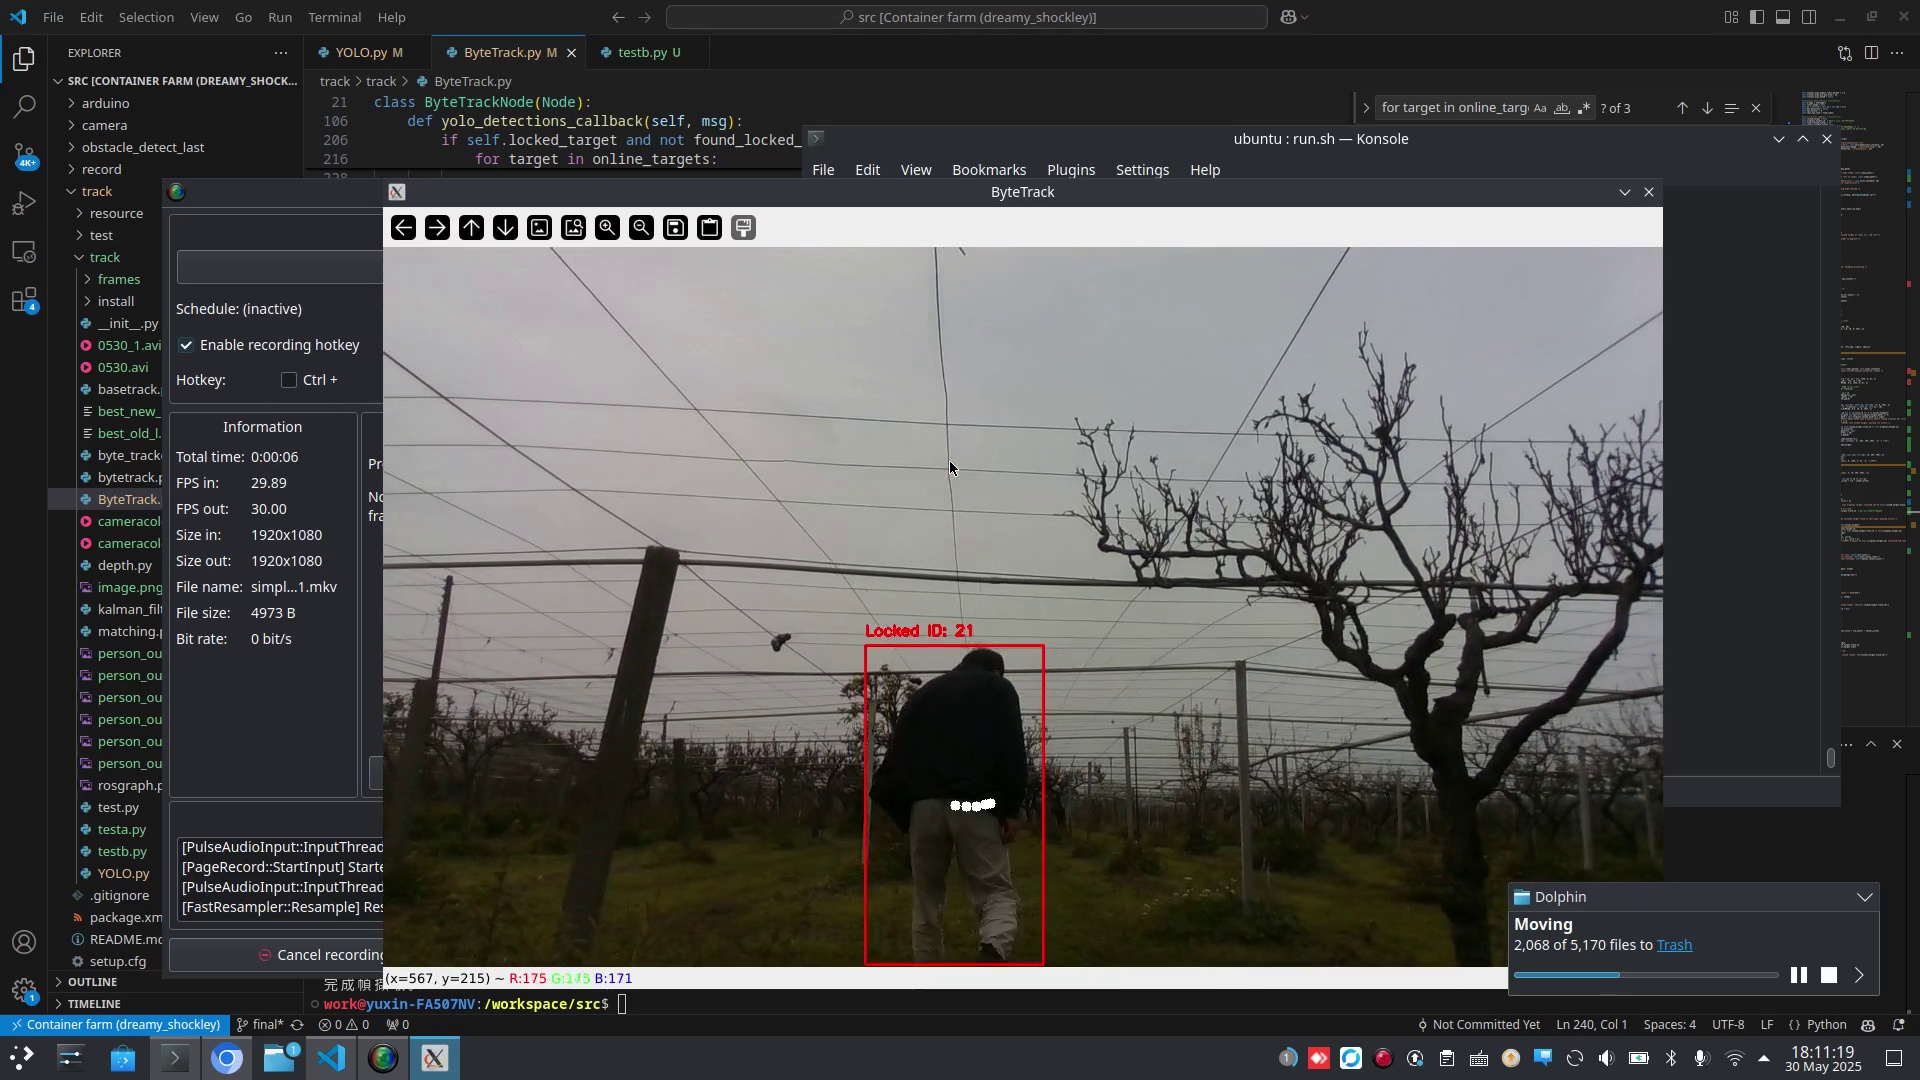 File Edit Selection View Go Run Terminal Help
src [Container farm (dreamy_shockley)]
EXPLORER
SRC [CONTAINER FARM (DREAMY_SHOCK...
arduino
camera
obstacle_detect_last
record
track
resource
test
track
frames
install
__init__.py
0530_1.avi
0530.avi
basetrack.
best_new_
best_old_l.
byte_track
bytetrack.p
ByteTrack.
cameracol
cameracol
depth.py
image.png
kalman_filt
matching.p
person_ou
person_ou
person_ou
person_ou
person_ou
person_ou
rosgraph.p
test.py
testa.py
testb.py
YOLO.py
.gitignore
package.xm
README.md
setup.cfg
OUTLINE
TIMELINE
YOLO.py M
ByteTrack.py M
testb.py U
track > track > ByteTrack.py
21 class ByteTrackNode(Node):
106 def yolo_detections_callback(self, msg):
206 if self.locked_target and not found_locked_
216 for target in online_targets:
for target in online_targ
Aa ab .*
? of 3
ubuntu : run.sh — Konsole
File Edit View Bookmarks Plugins Settings Help
Schedule: (inactive)
Enable recording hotkey
Hotkey: Ctrl +
Information
Total time: 0:00:06
FPS in: 29.89
FPS out: 30.00
Size in: 1920x1080
Size out: 1920x1080
File name: simpl...1.mkv
File size: 4973 B
Bit rate: 0 bit/s
Pr
No
fra
[PulseAudioInput::InputThread
[PageRecord::StartInput] Starte
[PulseAudioInput::InputThread
[FastResampler::Resample] Res
Cancel recording
ByteTrack
Locked ID: 21
(x=567, y=215) ~ R:175 G:175 B:171
work@yuxin-FA507NV:/workspace/src$
Dolphin
Moving
2,068 of 5,170 files to Trash
Container farm (dreamy_shockley)
final*
0 0
0
Not Committed Yet
Ln 240, Col 1
Spaces: 4
UTF-8
LF
{} Python
4K+
4
1
1
1
18:11:19
30 May 2025